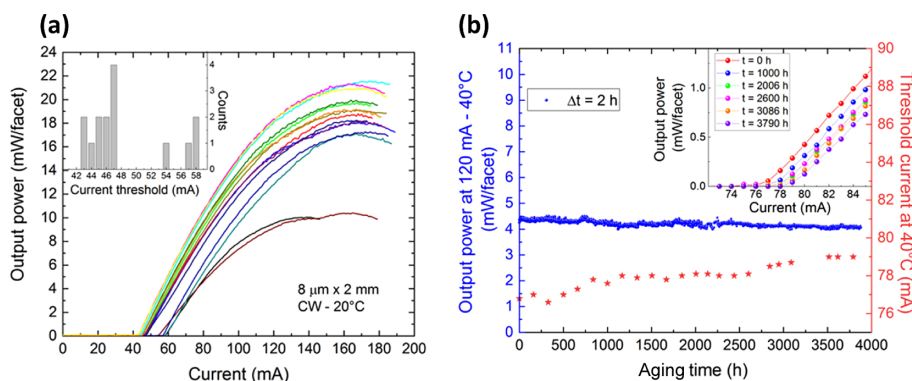 (a)
24
22
20
18
16
14
12
10
8
6
4
2
0
Output power (mW/facet)
0 20 40 60 80 100 120 140 160 180 200
Current (mA)
4
3
2
1
0
Counts
42 44 46 48 50 52 54 56 58
Current threshold (mA)
8 µm x 2 mm
CW - 20°C
(b)
11
10
9
8
7
6
5
4
3
2
1
0
Output power at 120 mA - 40°C
(mW/facet)
Δt = 2 h
1.0
0.5
0.0
Output power
(mW/facet)
t = 0 h
t = 1000 h
t = 2006 h
t = 2600 h
t = 3086 h
t = 3790 h
74 76 78 80 82 84
Current (mA)
90
88
86
84
82
80
78
76
Threshold current at 40°C (mA)
0 500 1000 1500 2000 2500 3000 3500 4000
Aging time (h)